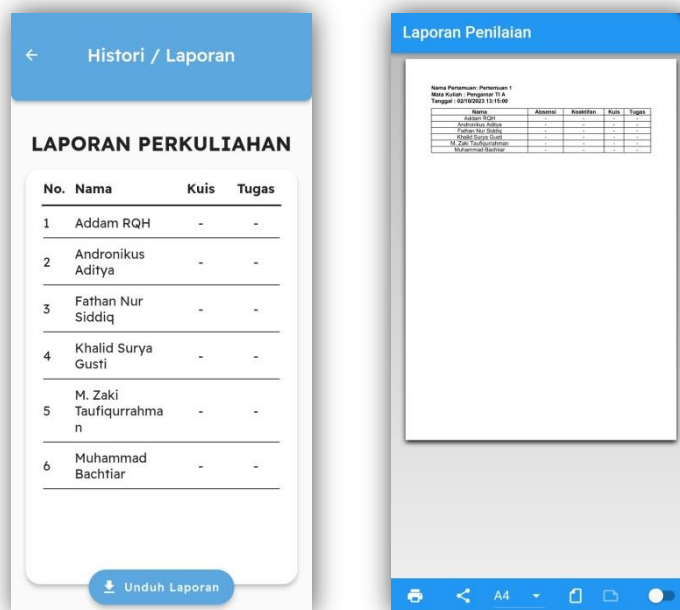 Histori / Laporan
LAPORAN PERKULIAHAN
No. Nama Kuis Tugas
1 Addam RQH - -
2 Andronikus Aditya - -
3 Fathan Nur Siddiq - -
4 Khalid Surya Gusti - -
5 M. Zaki Taufiqurrahman - -
6 Muhammad Bachtiar - -
Unduh Laporan
Laporan Penilaian
Nama Pertemuan: Pertemuan 1
Mata Kuliah : Pengantar TI A
Tanggal : 02/10/2023 13:15:00
Nama Absensi Keaktifan Kuis Tugas
Addam RQH - - - -
Andronikus Aditya - - - -
Fathan Nur Siddiq - - - -
Khalid Surya Gusti - - - -
M. Zaki Taufiqurrahman - - - -
Muhammad Bachtiar - - - -
A4